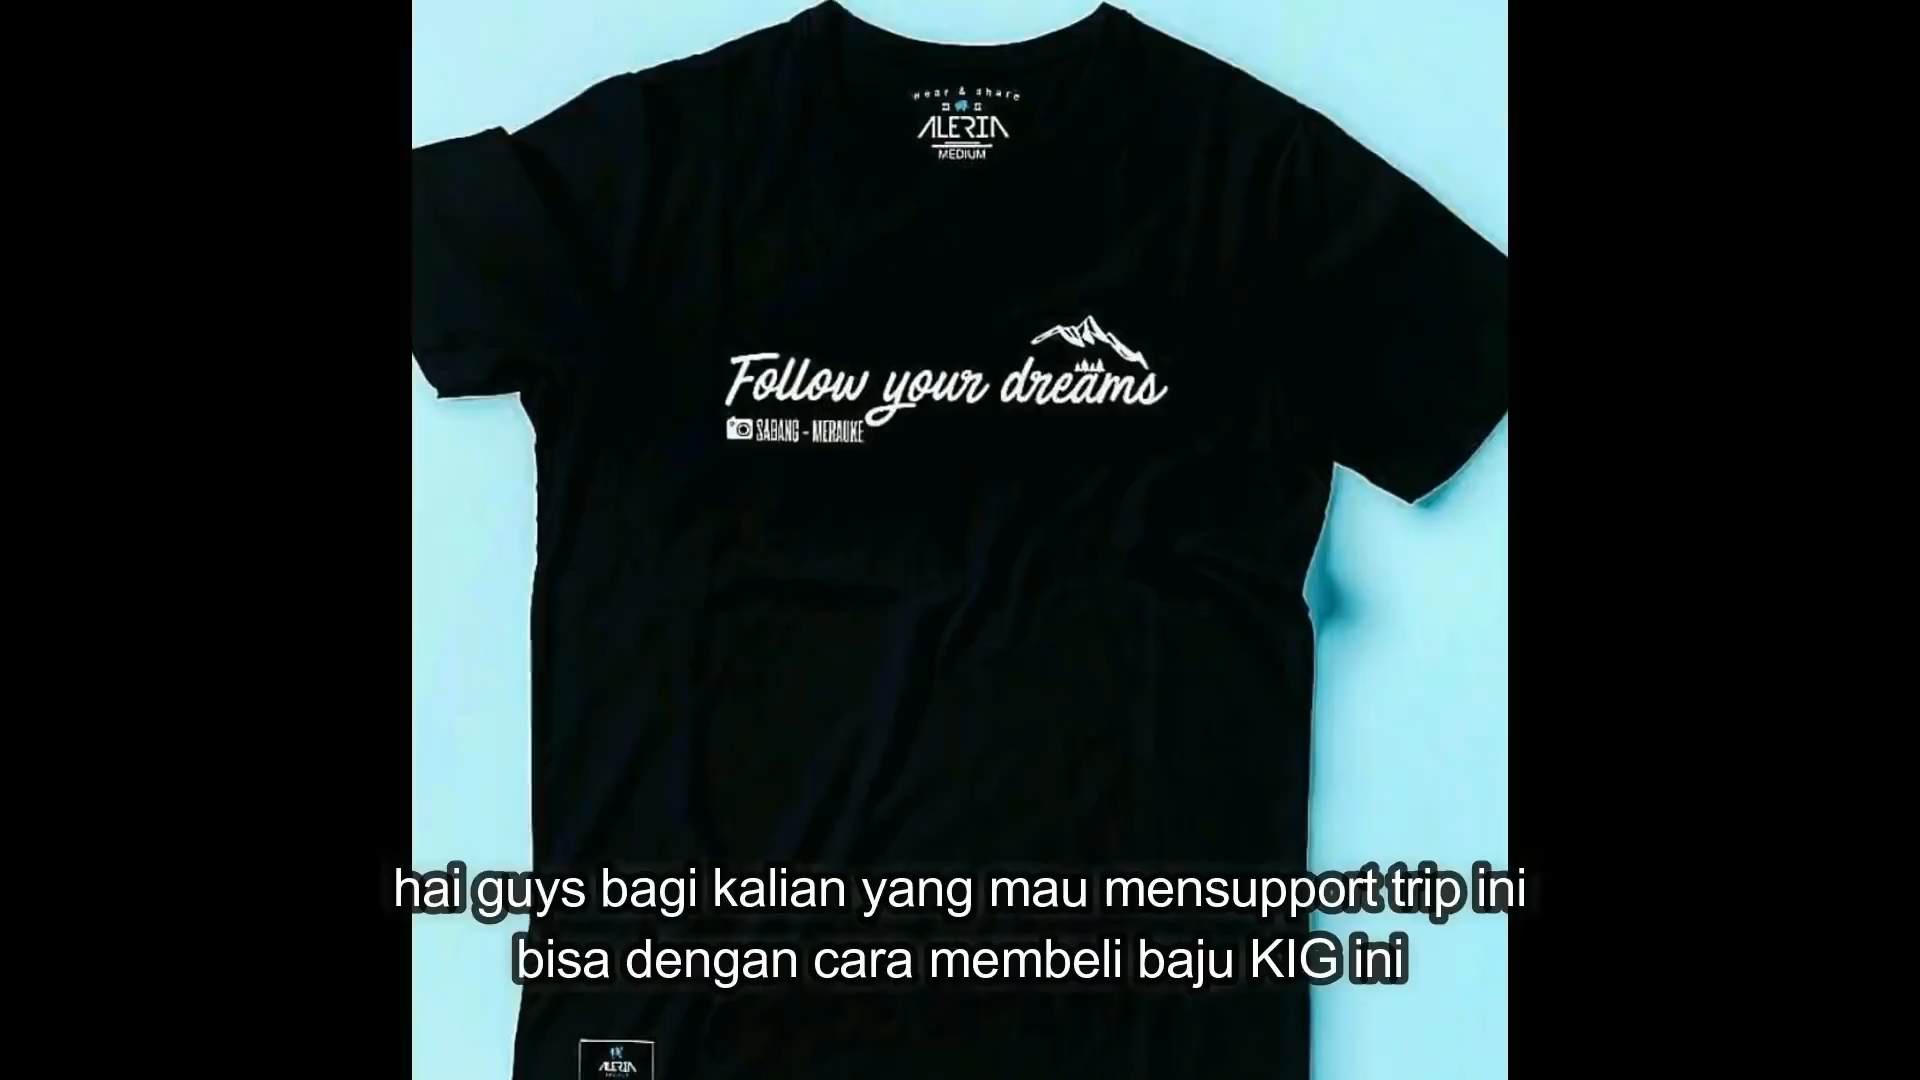 wear & share
ALERIA
MEDIUM
Follow your dreams
SABANG - MERAUKE
hai guys bagi kalian yang mau mensupport trip ini
bisa dengan cara membeli baju KIG ini
ALERIA